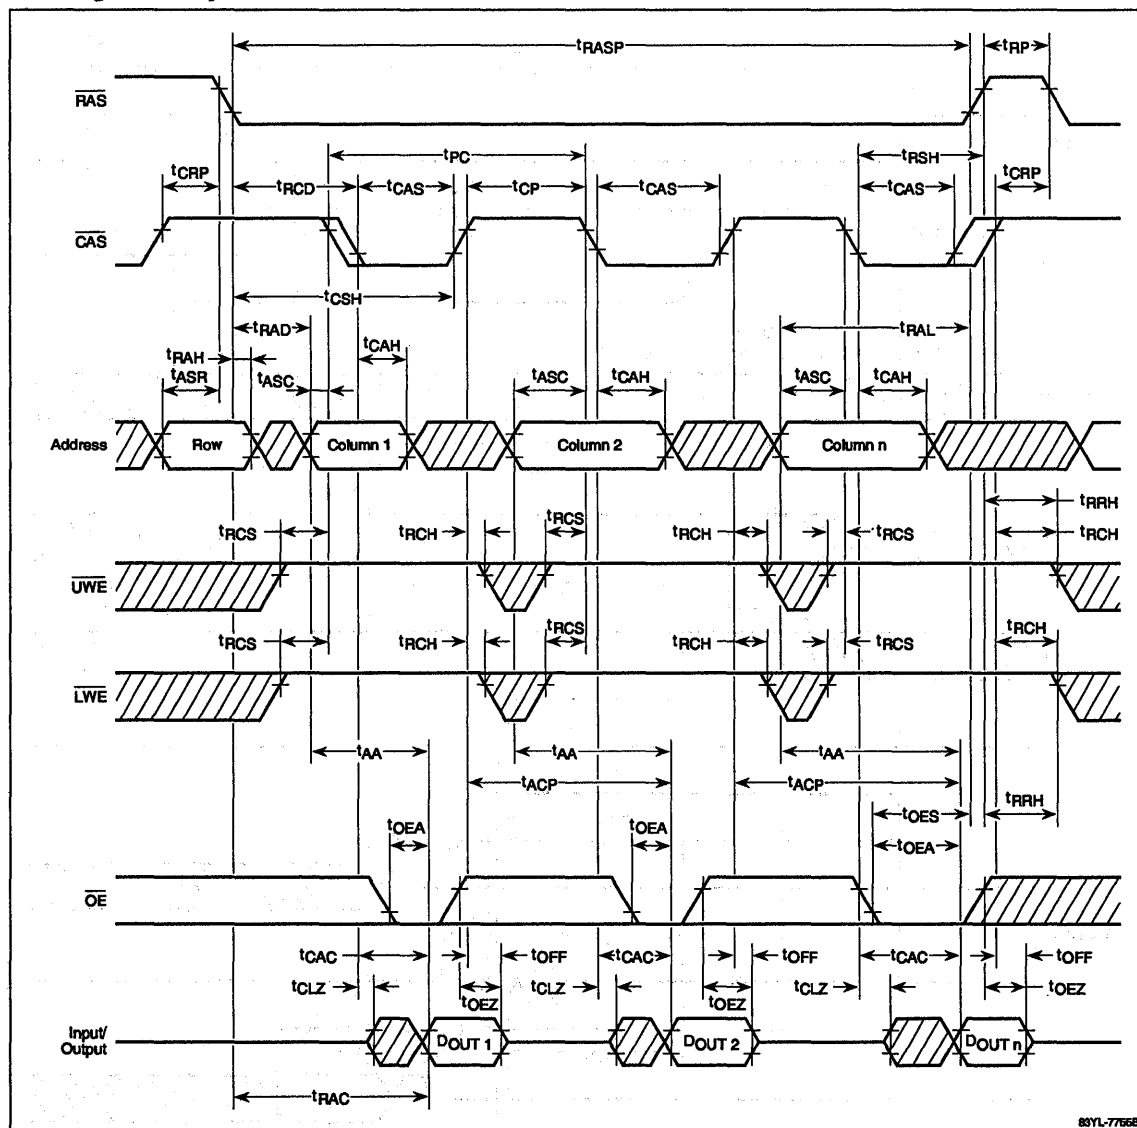 tRASP
tRP
RAS
tCRP
tRCD
tPC
tCAS
tCP
tCAS
tRSH
tCAS
tCRP
CAS
tCSH
tRAD
tRAL
tRAH
tCAH
tASR
tASC
tASC
tCAH
tASC
tCAH
Address
Row
Column 1
Column 2
Column n
tRRH
tRCS
tRCH
tRCS
tRCH
tRCS
tRCH
UWE
tRCS
tRCH
tRCS
tRCH
tRCS
tRCH
LWE
tAA
tAA
tAA
tACP
tACP
tOES
tRRH
tOEA
tOEA
tOEA
OE
tCAC
tOFF
tCAC
tOFF
tCAC
tOFF
tCLZ
tOEZ
tCLZ
tOEZ
tCLZ
tOEZ
Input/
Output
DOUT 1
DOUT 2
DOUT n
tRAC